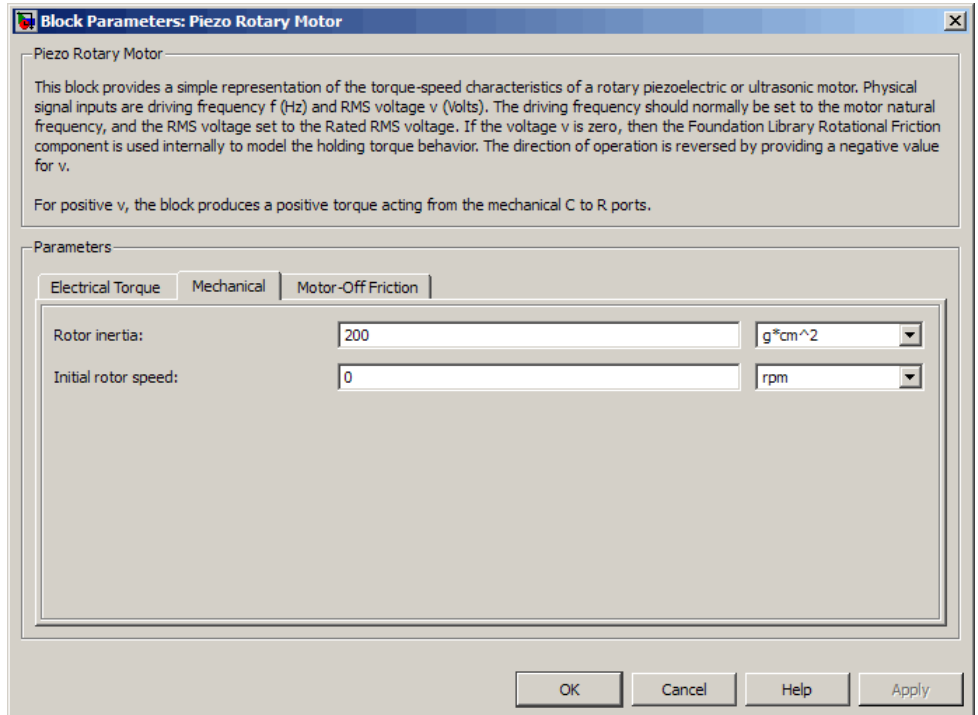 Block Parameters: Piezo Rotary Motor
Piezo Rotary Motor
This block provides a simple representation of the torque-speed characteristics of a rotary piezoelectric or ultrasonic motor. Physical
signal inputs are driving frequency f (Hz) and RMS voltage v (Volts). The driving frequency should normally be set to the motor natural
frequency, and the RMS voltage set to the Rated RMS voltage. If the voltage v is zero, then the Foundation Library Rotational Friction
component is used internally to model the holding torque behavior. The direction of operation is reversed by providing a negative value
for v.
For positive v, the block produces a positive torque acting from the mechanical C to R ports.
Parameters
Electrical Torque Mechanical Motor-Off Friction
Rotor inertia: 200 g*cm^2
Initial rotor speed: 0 rpm
OK Cancel Help Apply